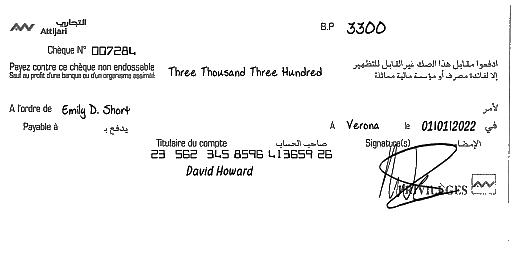 التجاري
Attijari
B.P 3300
Chèque N° 007284
Payez contre ce chèque non endossable
Sauf au profit d'une banque ou d'un organisme assimilé
Three Thousand Three Hundred
ادفعوا مقابل هذا الصك غير القابل للتظهير
إلا لفائدة مصرف أو مؤسسة مالية مماثلة
A l'ordre de Emily D. Short
لأمر
Payable à يدفع بـ
A Verona le 01/01/2022 في
Titulaire du compte صاحب الحساب
Signature(s) الإمضاء
23 562 345 8596 413659 26
David Howard
PRIVILÈGES